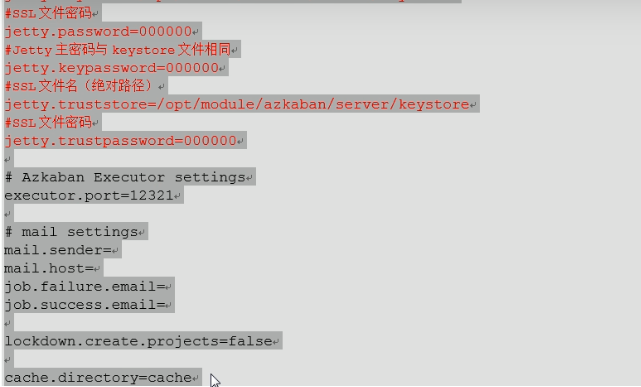 #SSL文件密码
jetty.password=000000
#Jetty主密码与 keystore文件相同
jetty.keypassword=000000
#SSL文件名（绝对路径）
jetty.truststore=/opt/module/azkaban/server/keystore
#SSL文件密码
jetty.trustpassword=000000
# Azkaban Executor settings
executor.port=12321
# mail settings
mail.sender=
mail.host=
job.failure.email=
job.success.email=
lockdown.create.projects=false
cache.directory=cache